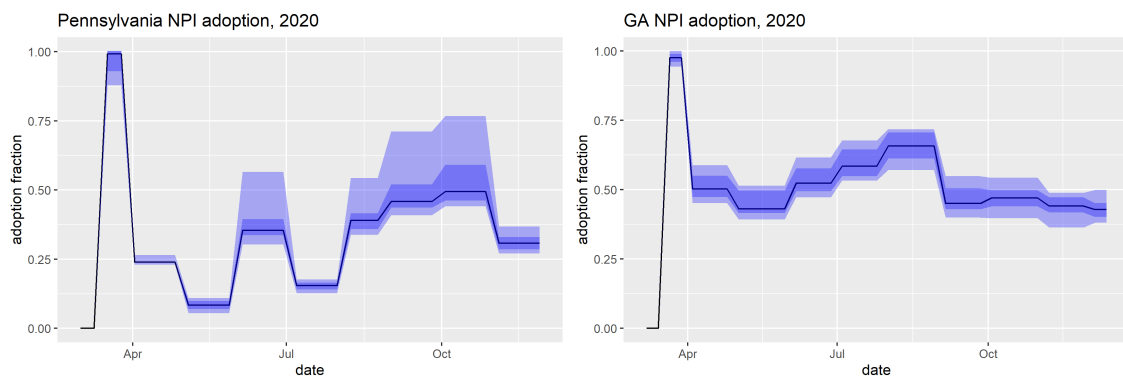 Pennsylvania NPI adoption, 2020
1.00
0.75
0.50
0.25
0.00
adoption fraction
Apr
Jul
Oct
date
GA NPI adoption, 2020
1.00
0.75
0.50
0.25
0.00
adoption fraction
Apr
Jul
Oct
date